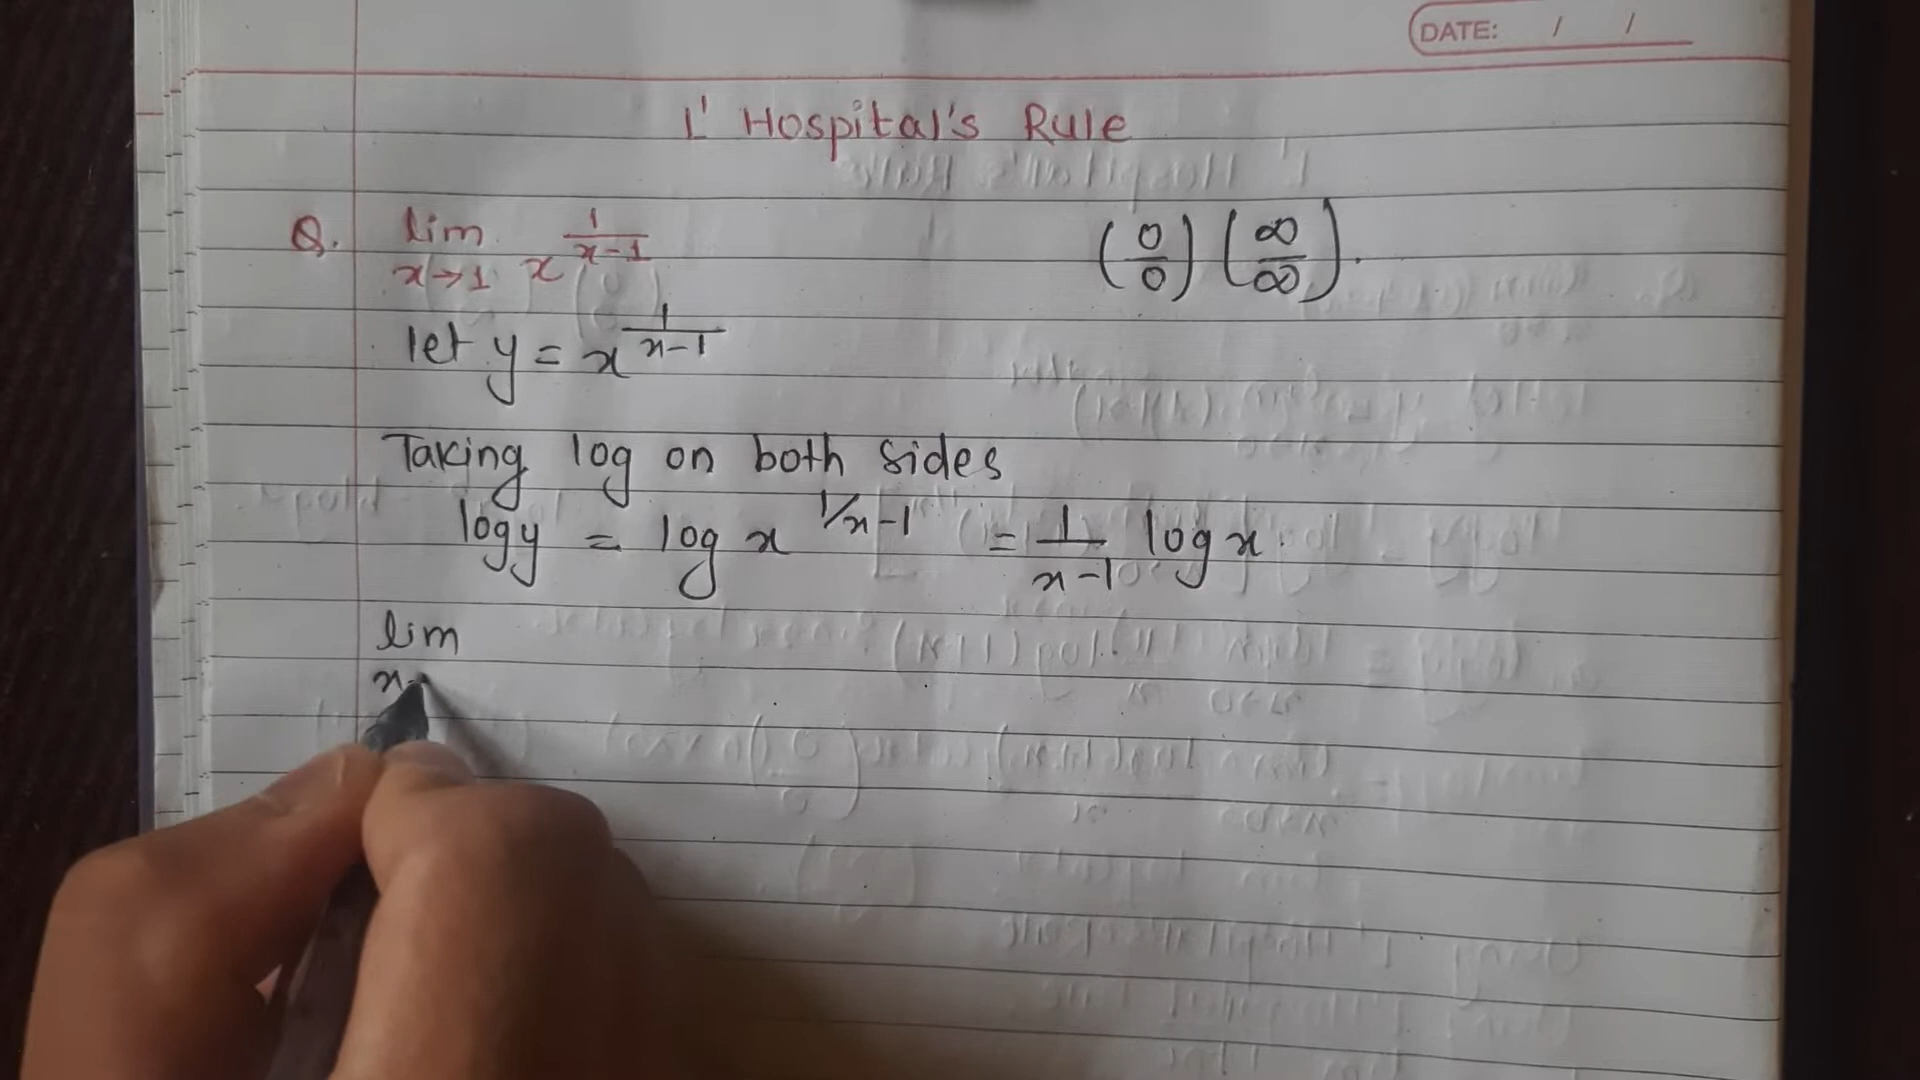 DATE: / /
L' Hospital's Rule
Q. lim x→1 x^(1/(x-1)) (0/0) (∞/∞).
let y = x^(1/(x-1))
Taking log on both sides
log y = log x^(1/x-1) = 1/(x-1) log x.
lim
x